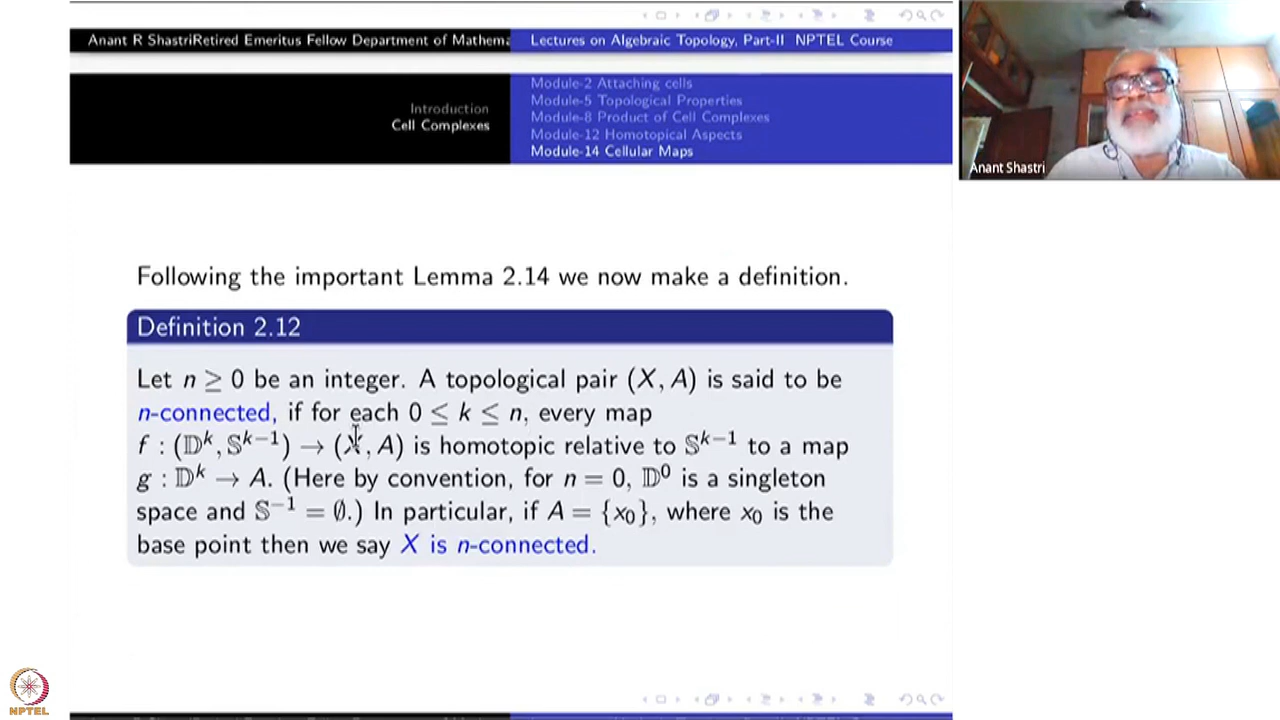 Anant R ShastriRetired Emeritus Fellow Department of Mathema
Lectures on Algebraic Topology, Part-II NPTEL Course
Introduction
Cell Complexes
Module-2 Attaching cells
Module-5 Topological Properties
Module-8 Product of Cell Complexes
Module-12 Homotopical Aspects
Module-14 Cellular Maps
Anant Shastri
Following the important Lemma 2.14 we now make a definition.
Definition 2.12
Let n ≥ 0 be an integer. A topological pair (X, A) is said to be
n-connected, if for each 0 ≤ k ≤ n, every map
f : (𝔻ᵏ, 𝕊ᵏ⁻¹) → (X, A) is homotopic relative to 𝕊ᵏ⁻¹ to a map
g : 𝔻ᵏ → A. (Here by convention, for n = 0, 𝔻⁰ is a singleton
space and 𝕊⁻¹ = ∅.) In particular, if A = {x₀}, where x₀ is the
base point then we say X is n-connected.
NPTEL